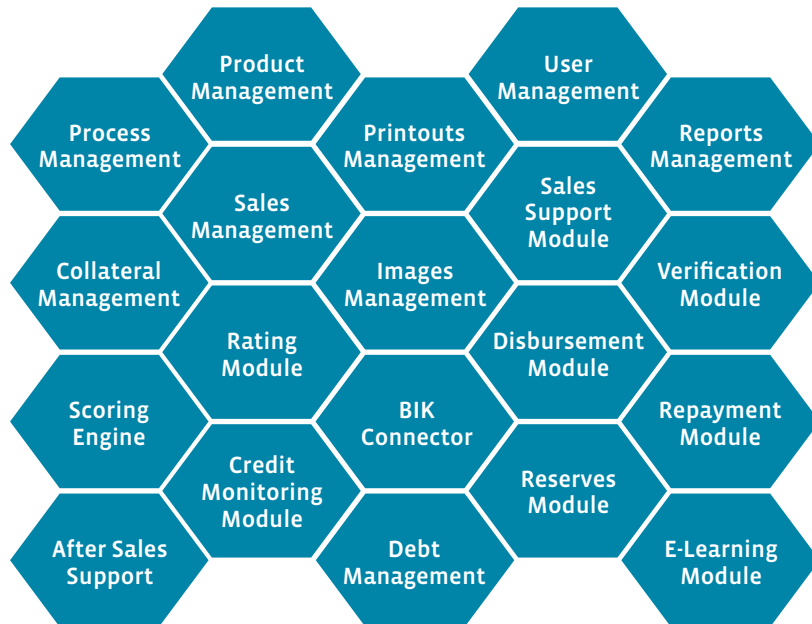 Product
Management
User
Management
Process
Management
Printouts
Management
Reports
Management
Sales
Management
Sales
Support
Module
Collateral
Management
Images
Management
Verification
Module
Rating
Module
Disbursement
Module
Scoring
Engine
BIK
Connector
Repayment
Module
Credit
Monitoring
Module
Reserves
Module
After Sales
Support
Debt
Management
E-Learning
Module